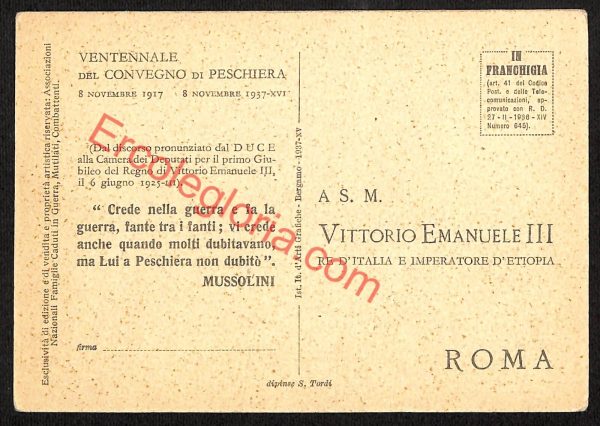 Esclusività di edizione e di vendita e proprietà artistica riservata: Associazioni
Nazionali Famiglie Caduti in Guerra, Mutilati, Combattenti.
VENTENNALE
DEL CONVEGNO DI PESCHIERA
8 NOVEMBRE 1917 8 NOVEMBRE 1937-XVI
(Dal discorso pronunziato dal DUCE
alla Camera dei Deputati per il primo Giu-
bileo del Regno di Vittorio Emanuele III,
il 6 giugno 1925-III).
“ Crede nella guerra e fa la
guerra, fante tra i fanti; vi crede
anche quando molti dubitavano,
ma Lui a Peschiera non dubitò ”.
MUSSOLINI
firma
dipinse S. Tordi
Ist. It. d'Arti Grafiche - Bergamo - 1937-XV
IN
FRANCHIGIA
(art. 41 del Codice
Post. e delle Tele-
comunicazioni, ap-
provato con R. D.
27 - II - 1936 - XIV
Numero 645).
A S. M.
VITTORIO EMANUELE III
RE D'ITALIA E IMPERATORE D'ETIOPIA
ROMA
Ercolegloria.com